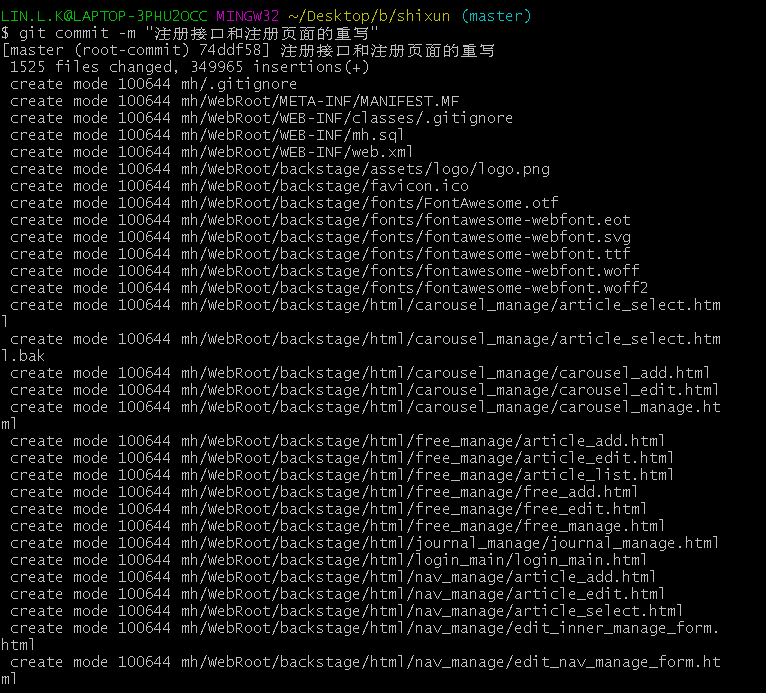 LIN.L.K@LAPTOP-3PHU2OCC MINGW32 ~/Desktop/b/shixun (master)
$ git commit -m "注册接口和注册页面的重写"
[master (root-commit) 74ddf58] 注册接口和注册页面的重写
 1525 files changed, 349965 insertions(+)
 create mode 100644 mh/.gitignore
 create mode 100644 mh/WebRoot/META-INF/MANIFEST.MF
 create mode 100644 mh/WebRoot/WEB-INF/classes/.gitignore
 create mode 100644 mh/WebRoot/WEB-INF/mh.sql
 create mode 100644 mh/WebRoot/WEB-INF/web.xml
 create mode 100644 mh/WebRoot/backstage/assets/logo/logo.png
 create mode 100644 mh/WebRoot/backstage/favicon.ico
 create mode 100644 mh/WebRoot/backstage/fonts/FontAwesome.otf
 create mode 100644 mh/WebRoot/backstage/fonts/fontawesome-webfont.eot
 create mode 100644 mh/WebRoot/backstage/fonts/fontawesome-webfont.svg
 create mode 100644 mh/WebRoot/backstage/fonts/fontawesome-webfont.ttf
 create mode 100644 mh/WebRoot/backstage/fonts/fontawesome-webfont.woff
 create mode 100644 mh/WebRoot/backstage/fonts/fontawesome-webfont.woff2
 create mode 100644 mh/WebRoot/backstage/html/carousel_manage/article_select.htm
l
 create mode 100644 mh/WebRoot/backstage/html/carousel_manage/article_select.htm
l.bak
 create mode 100644 mh/WebRoot/backstage/html/carousel_manage/carousel_add.html
 create mode 100644 mh/WebRoot/backstage/html/carousel_manage/carousel_edit.html
 create mode 100644 mh/WebRoot/backstage/html/carousel_manage/carousel_manage.ht
ml
 create mode 100644 mh/WebRoot/backstage/html/free_manage/article_add.html
 create mode 100644 mh/WebRoot/backstage/html/free_manage/article_edit.html
 create mode 100644 mh/WebRoot/backstage/html/free_manage/article_list.html
 create mode 100644 mh/WebRoot/backstage/html/free_manage/free_add.html
 create mode 100644 mh/WebRoot/backstage/html/free_manage/free_edit.html
 create mode 100644 mh/WebRoot/backstage/html/free_manage/free_manage.html
 create mode 100644 mh/WebRoot/backstage/html/journal_manage/journal_manage.html
 create mode 100644 mh/WebRoot/backstage/html/login_main/login_main.html
 create mode 100644 mh/WebRoot/backstage/html/nav_manage/article_add.html
 create mode 100644 mh/WebRoot/backstage/html/nav_manage/article_edit.html
 create mode 100644 mh/WebRoot/backstage/html/nav_manage/article_select.html
 create mode 100644 mh/WebRoot/backstage/html/nav_manage/edit_inner_manage_form.
html
 create mode 100644 mh/WebRoot/backstage/html/nav_manage/edit_nav_manage_form.ht
ml